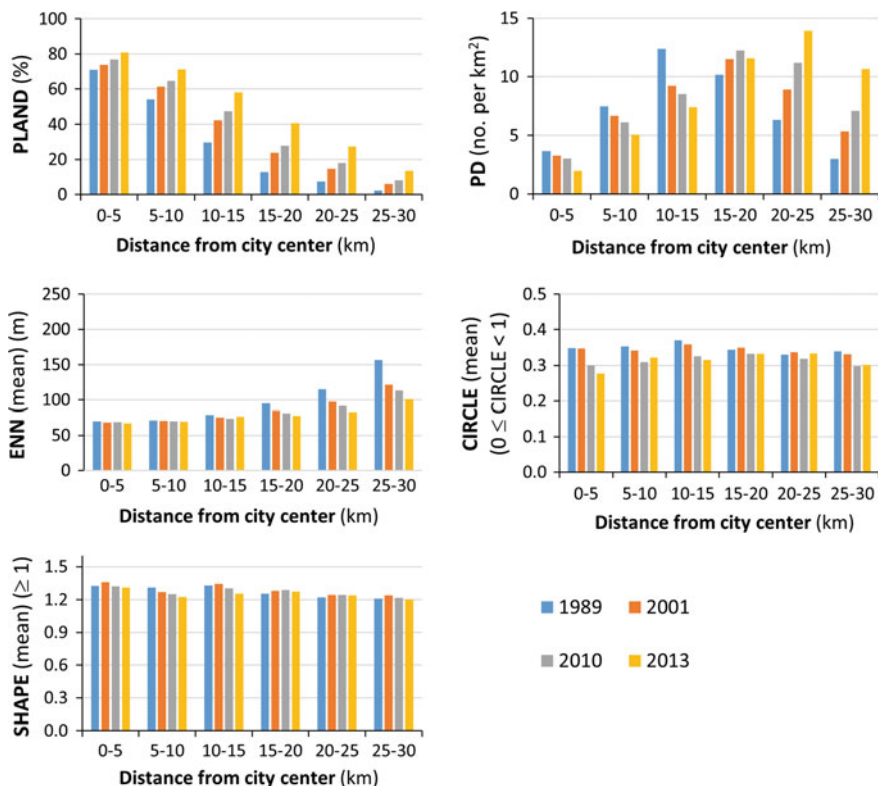 PLAND (%)
100
80
60
40
20
0
0-5 5-10 10-15 15-20 20-25 25-30
Distance from city center (km)
PD (no. per km²)
15
10
5
0
0-5 5-10 10-15 15-20 20-25 25-30
Distance from city center (km)
ENN (mean) (m)
250
200
150
100
50
0
0-5 5-10 10-15 15-20 20-25 25-30
Distance from city center (km)
CIRCLE (mean)
(0 ≤ CIRCLE < 1)
0.5
0.4
0.3
0.2
0.1
0.0
0-5 5-10 10-15 15-20 20-25 25-30
Distance from city center (km)
SHAPE (mean) (≥ 1)
1.5
1.2
0.9
0.6
0.3
0.0
0-5 5-10 10-15 15-20 20-25 25-30
Distance from city center (km)
1989 2001
2010 2013